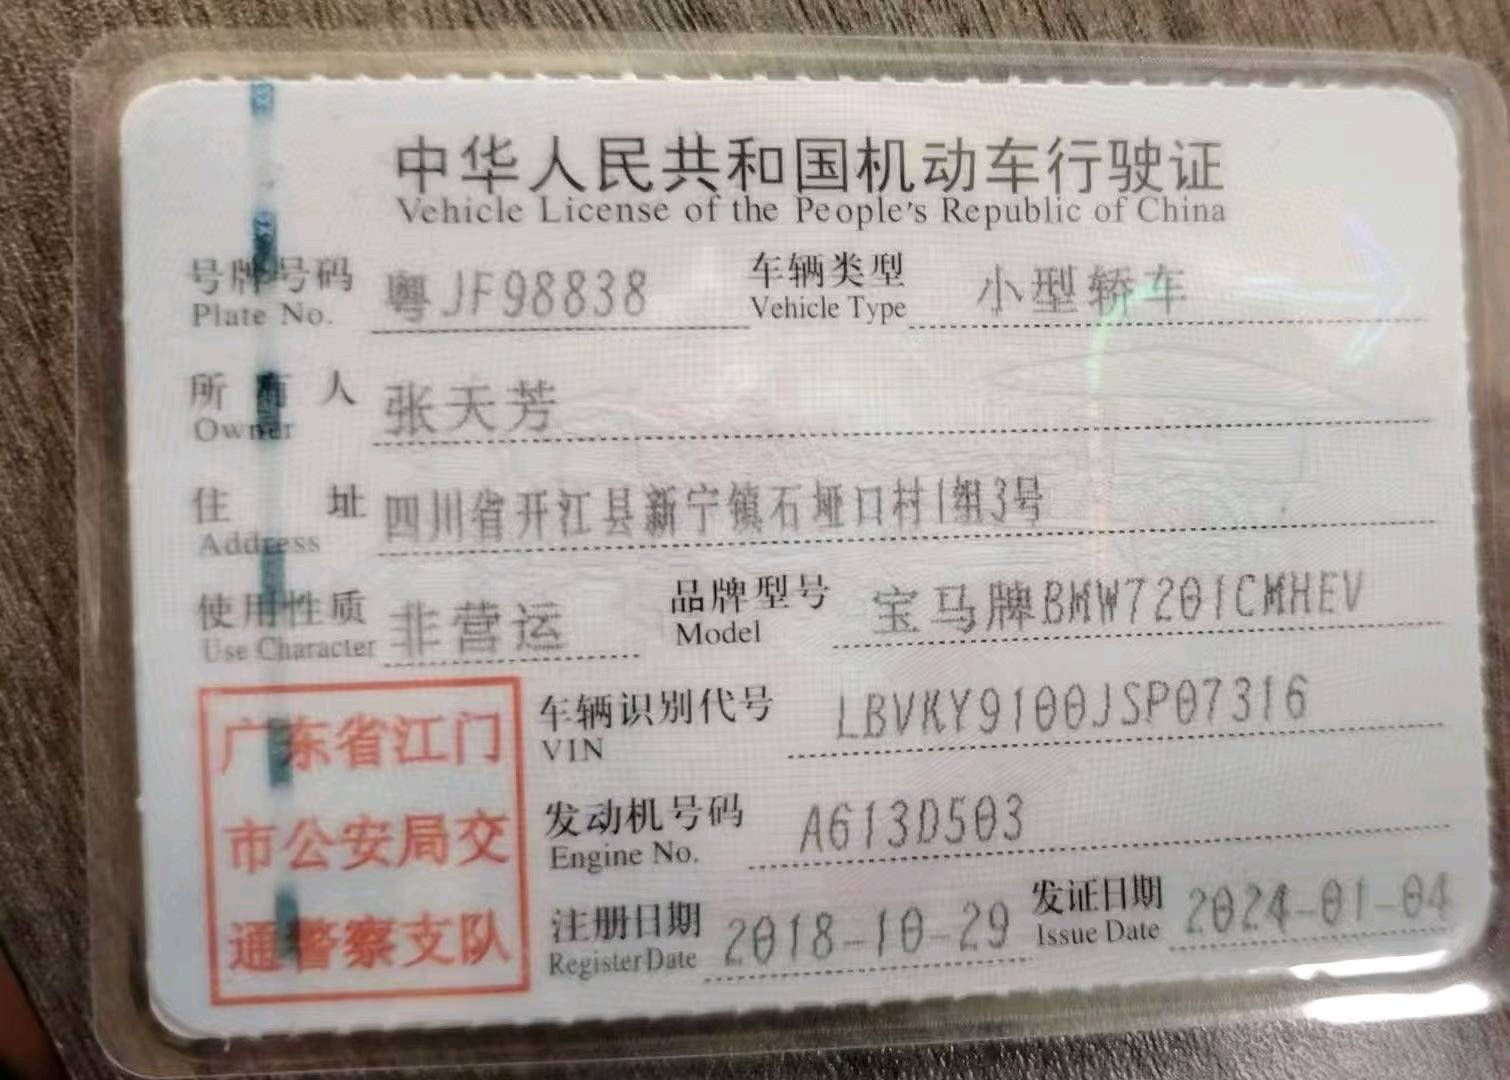 中华人民共和国机动车行驶证
Vehicle License of the People's Republic of China
号牌号码 粤JF98838 车辆类型 小型轿车
Plate No. Vehicle Type
所有人 张天芳
Owner
住址 四川省开江县新宁镇石垭口村1组3号
Address
使用性质 非营运 品牌型号 宝马牌BMW7201CMHEV
Use Character Model
广东省江门
市公安局交
通警察支队
车辆识别代号 LBVKY9100JSP07316
VIN
发动机号码 A613D503
Engine No.
注册日期 2018-10-29 发证日期 2024-01-04
Register Date Issue Date